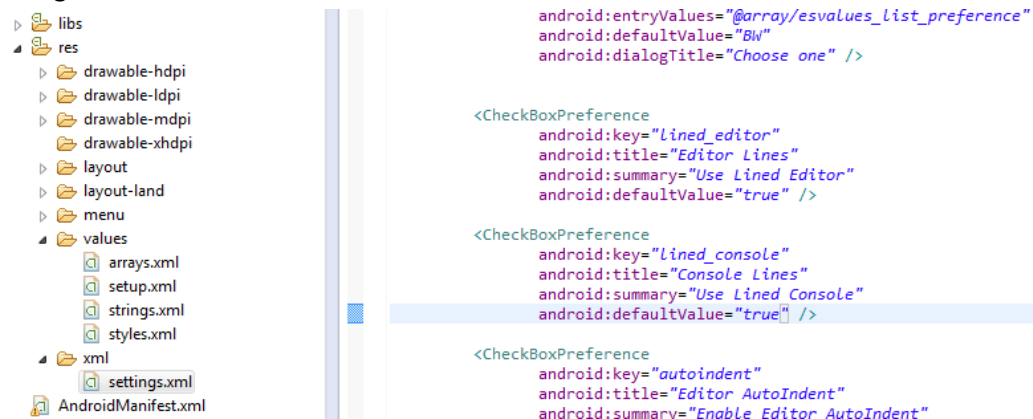 libs
res
drawable-hdpi
drawable-ldpi
drawable-mdpi
drawable-xhdpi
layout
layout-land
menu
values
arrays.xml
setup.xml
strings.xml
styles.xml
xml
settings.xml
AndroidManifest.xml
android:entryValues="@array/esvalues_list_preference"
android:defaultValue="BW"
android:dialogTitle="Choose one" />
<CheckBoxPreference
android:key="lined_editor"
android:title="Editor Lines"
android:summary="Use Lined Editor"
android:defaultValue="true" />
<CheckBoxPreference
android:key="lined_console"
android:title="Console Lines"
android:summary="Use Lined Console"
android:defaultValue="true" />
<CheckBoxPreference
android:key="autoindent"
android:title="Editor AutoIndent"
android:summary="Enable Editor AutoIndent"